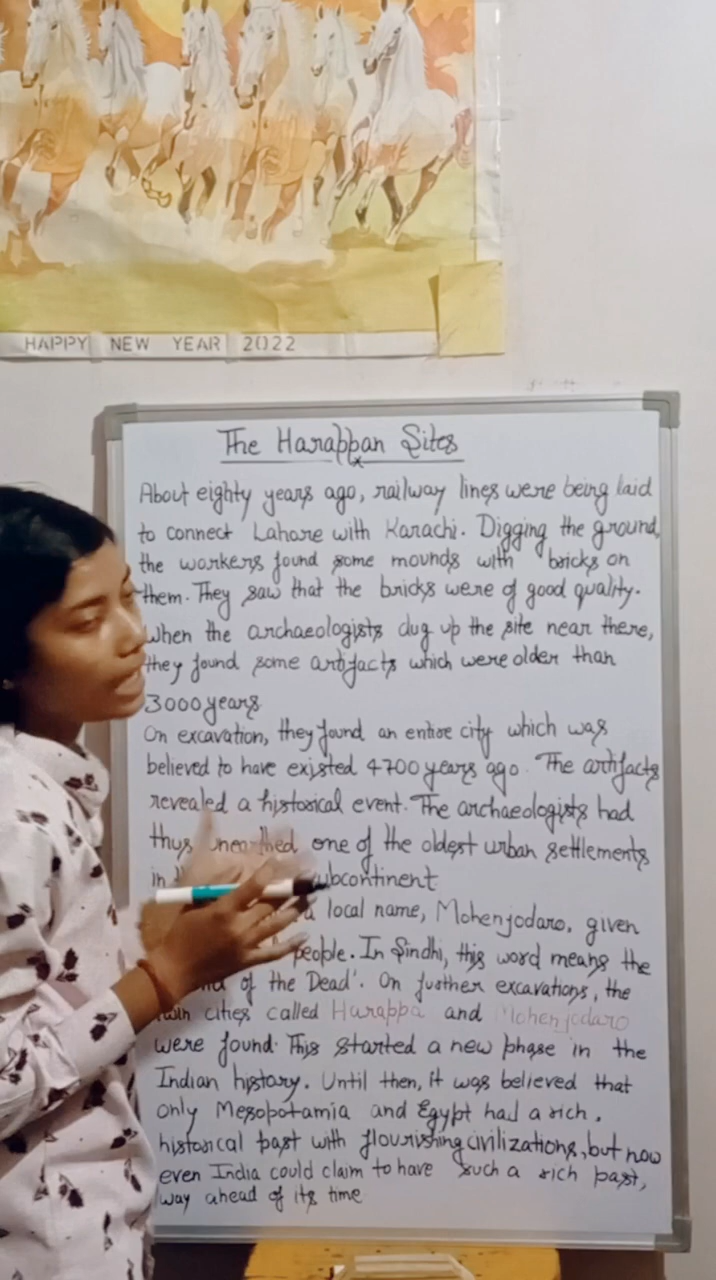 HAPPY NEW YEAR 2022
The Harappan Sites
About eighty years ago, railway lines were being laid
to connect Lahore with Karachi. Digging the ground,
the workers found some mounds with bricks on
them. They saw that the bricks were of good quality.
When the archaeologists dug up the site near there,
they found some artifacts which were older than
3000 years
On excavation, they found an entire city which was
believed to have existed 4700 years ago. The artifacts
revealed a historical event. The archaeologists had
thus unearthed one of the oldest urban settlements
in subcontinent
a local name, Mohenjodaro, given
people. In Sindhi, this word means the
of the Dead'. On further excavations, the
twin cities called Harappa and Mohenjodaro
were found. This started a new phase in the
Indian history. Until then, it was believed that
only Mesopotamia and Egypt had a rich,
historical past with flourishing civilizations, but now
even India could claim to have such a rich past,
way ahead of its time